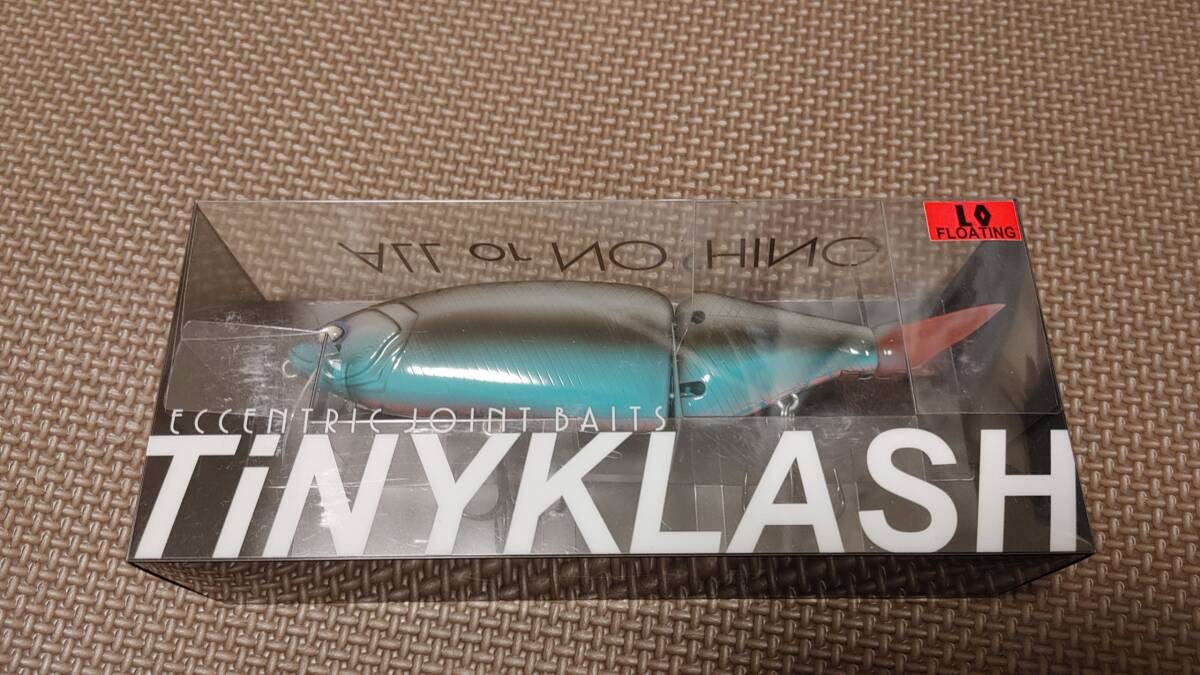 LO
FLOATING
ALL or NOTHING
ECCENTRIC JOINT BAITS
TiNYKLASH